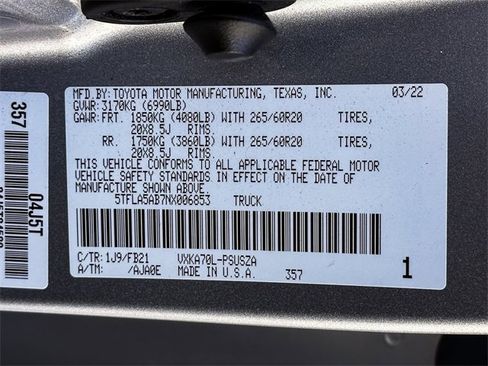 MFD.BY: TOYOTA MOTOR MANUFACTURING, TEXAS, INC. 03/22
GVWR: 3170KG (6990LB)
GAWR: FRT. 1850KG (4080LB) WITH 265/60R20 TIRES,
20X8.5J RIMS,
RR. 1750KG (3860LB) WITH 265/60R20 TIRES,
20X8.5J RIMS.
THIS VEHICLE CONFORMS TO ALL APPLICABLE FEDERAL MOTOR
VEHICLE SAFETY STANDARDS IN EFFECT ON THE DATE OF
MANUFACTURE SHOWN ABOVE.
5TFLA5AB7NX006853 TRUCK
C/TR: 1J9/FB21 VXKA70L-PSUSZA
A/TM: /AJA0E MADE IN U.S.A. 357 1
357
04J5T